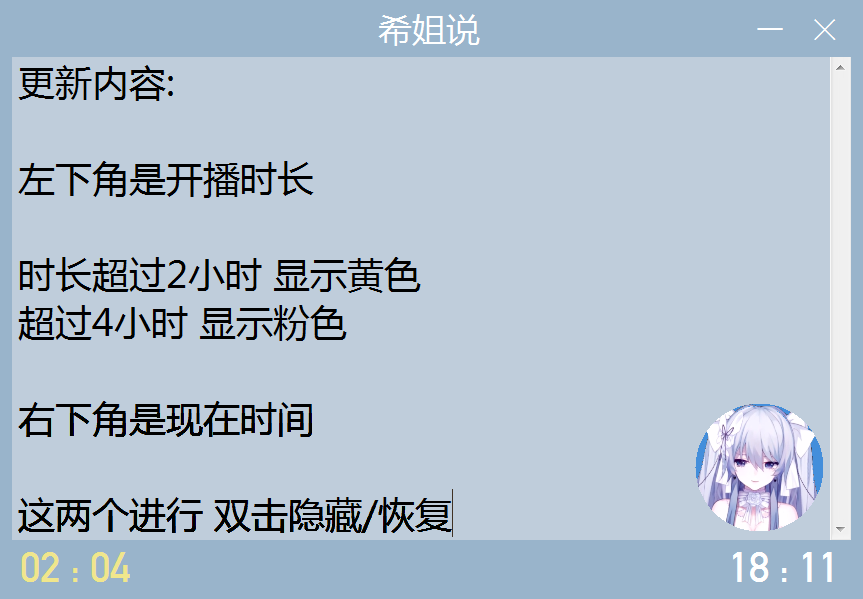 希姐说
更新内容:
左下角是开播时长
时长超过2小时 显示黄色
超过4小时 显示粉色
右下角是现在时间
这两个进行 双击隐藏/恢复
02 : 04
18 : 11